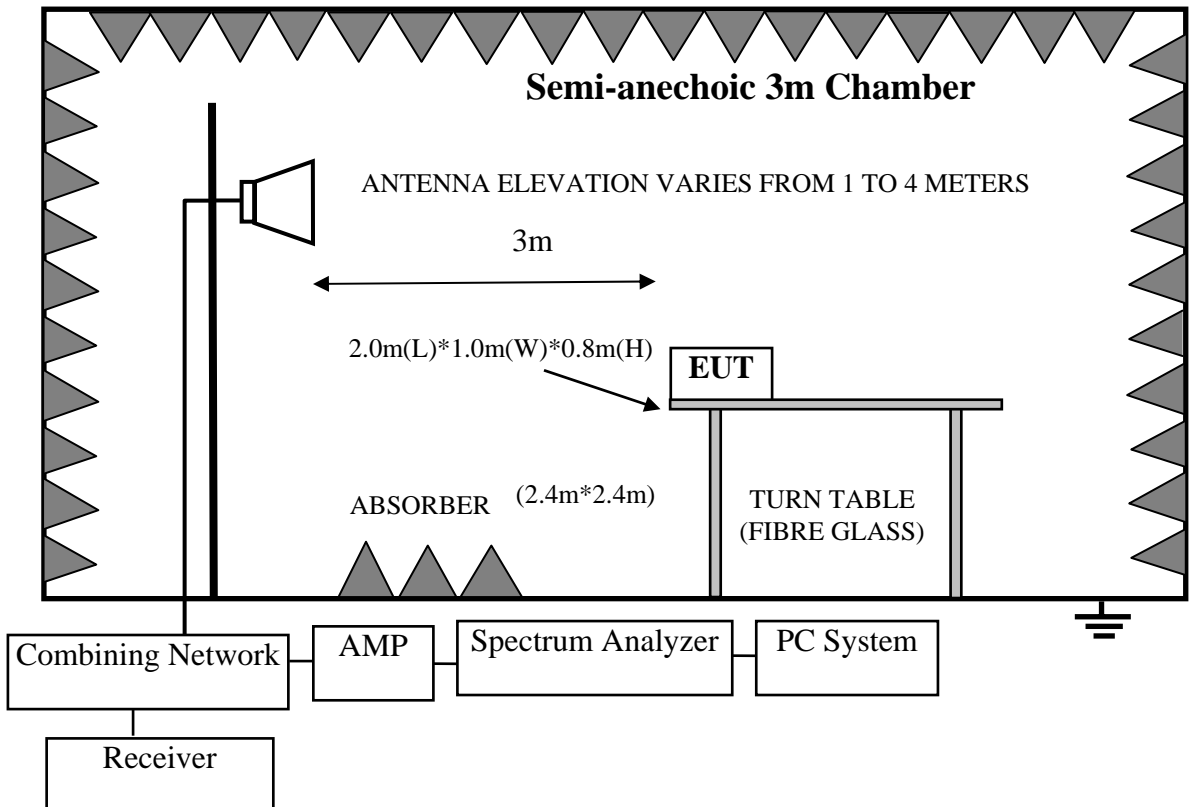 Semi-anechoic 3m Chamber
ANTENNA ELEVATION VARIES FROM 1 TO 4 METERS
3m
2.0m(L)*1.0m(W)*0.8m(H)
EUT
ABSORBER
(2.4m*2.4m)
TURN TABLE
(FIBRE GLASS)
Combining Network
AMP
Spectrum Analyzer
PC System
Receiver